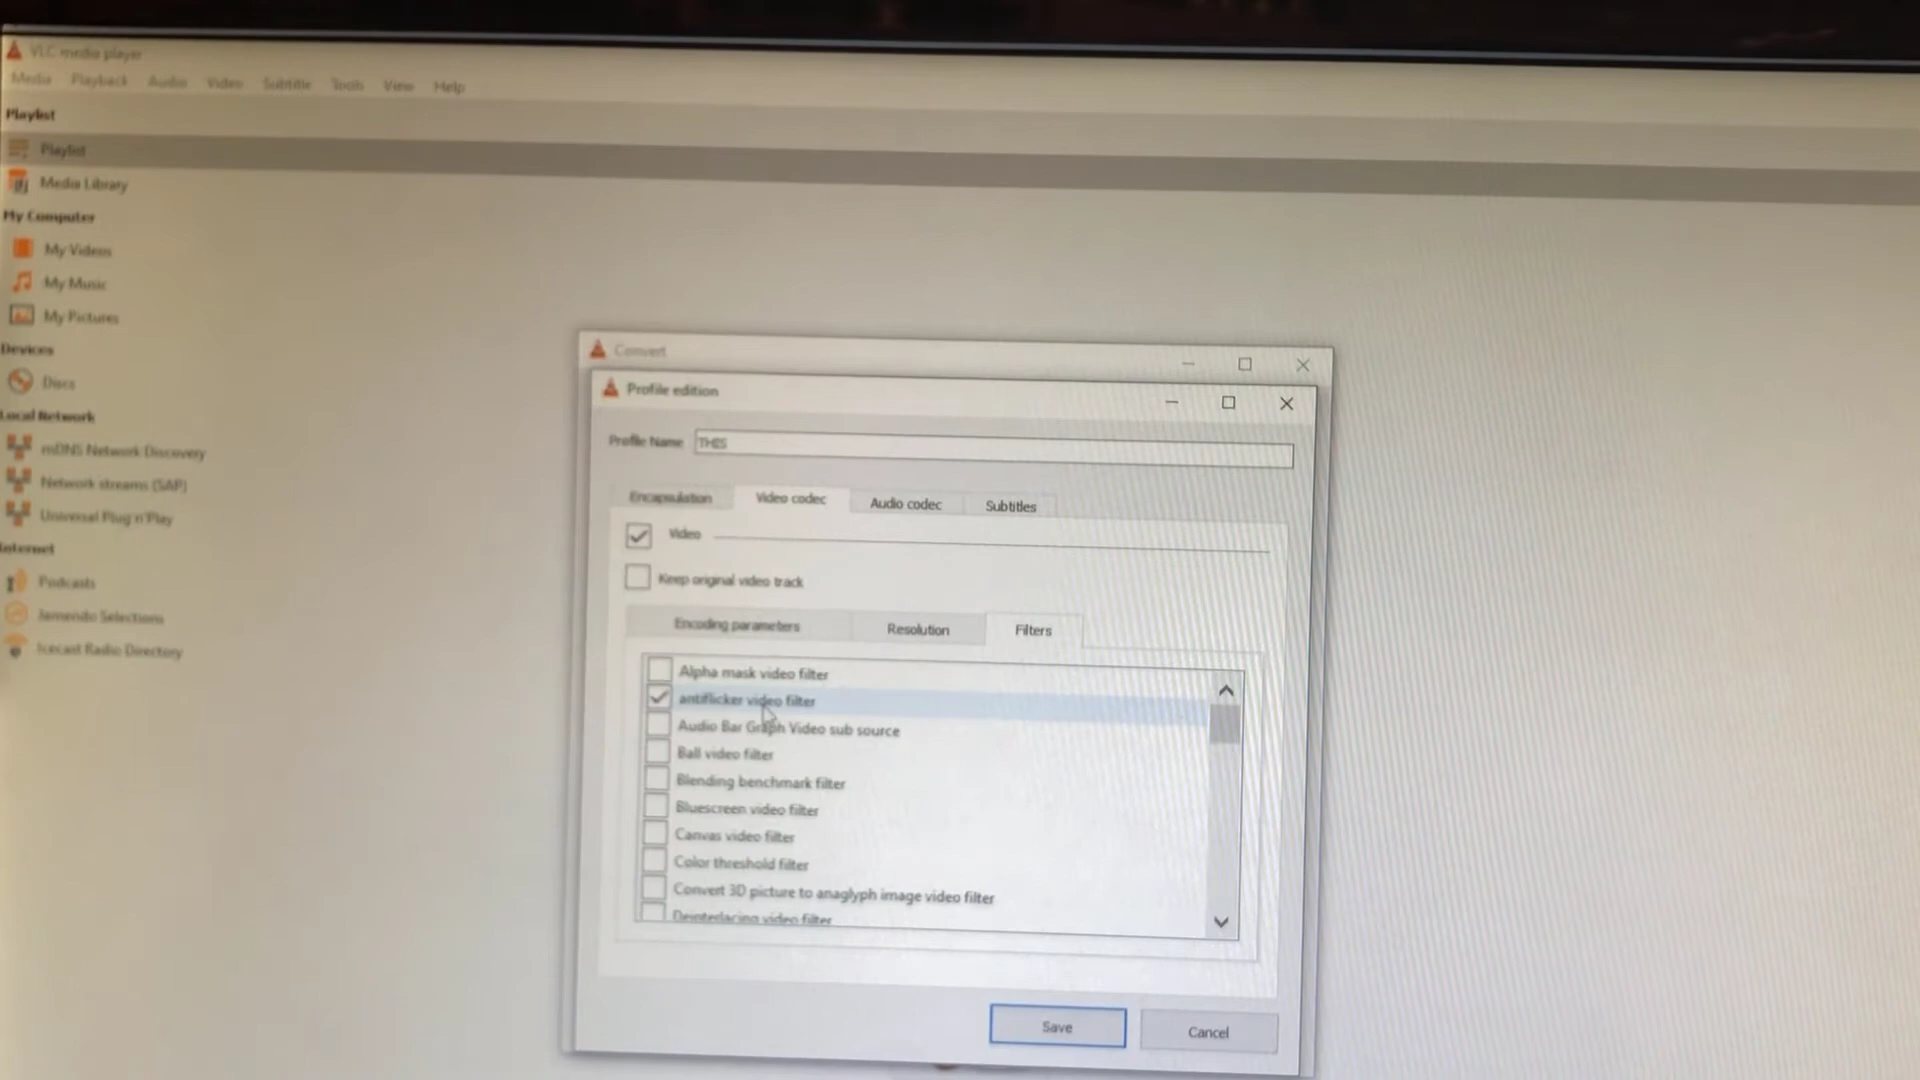 VLC media player
Media Playback Audio Video Subtitle Tools View Help
Playlist
Playlist
Media Library
My Computer
My Videos
My Music
My Pictures
Devices
Discs
Local Network
mDNS Network Discovery
Network streams (SAP)
Universal Plug'n'Play
Internet
Podcasts
Jamendo Selections
Icecast Radio Directory
Convert
Profile edition
Profile Name THIS
Encapsulation Video codec Audio codec Subtitles
Video
Keep original video track
Encoding parameters Resolution Filters
Alpha mask video filter
antiflicker video filter
Audio Bar Graph Video sub source
Ball video filter
Blending benchmark filter
Bluescreen video filter
Canvas video filter
Color threshold filter
Convert 3D picture to anaglyph image video filter
Deinterlacing video filter
Save Cancel